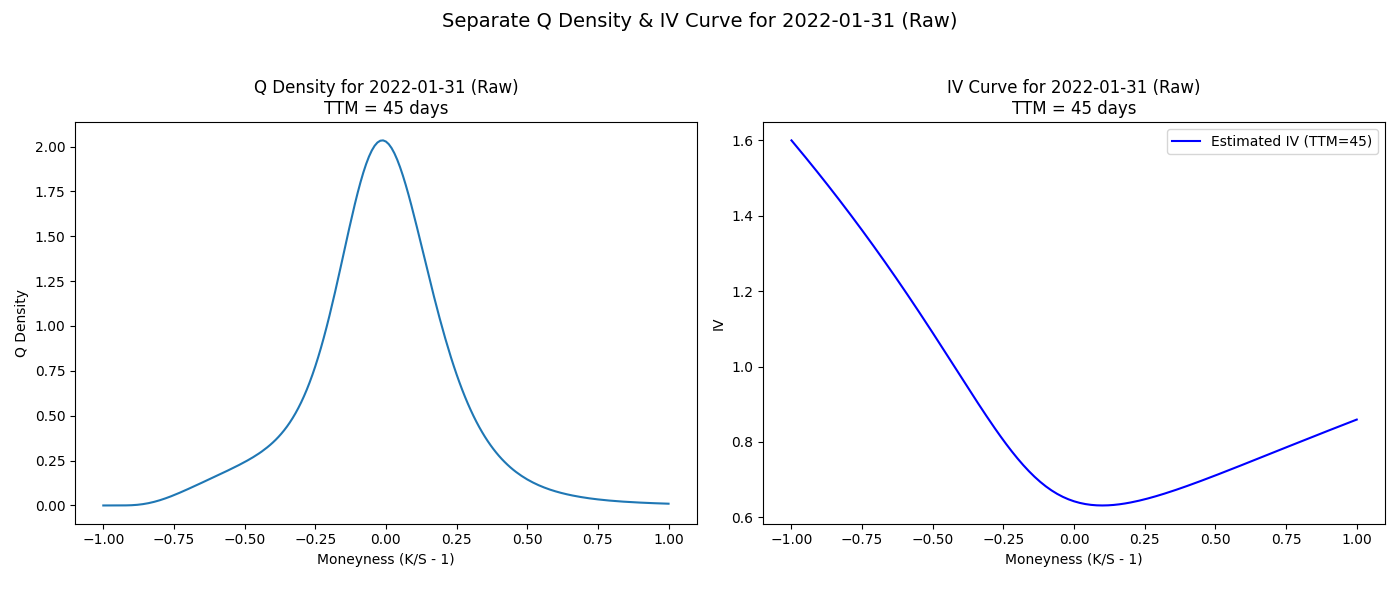 Separate Q Density & IV Curve for 2022-01-31 (Raw)
Q Density for 2022-01-31 (Raw)
TTM = 45 days
2.00
1.75
1.50
1.25
1.00
0.75
0.50
0.25
0.00
Q Density
−1.00 −0.75 −0.50 −0.25 0.00 0.25 0.50 0.75 1.00
Moneyness (K/S - 1)
IV Curve for 2022-01-31 (Raw)
TTM = 45 days
Estimated IV (TTM=45)
1.6
1.4
1.2
1.0
0.8
0.6
IV
−1.00 −0.75 −0.50 −0.25 0.00 0.25 0.50 0.75 1.00
Moneyness (K/S - 1)